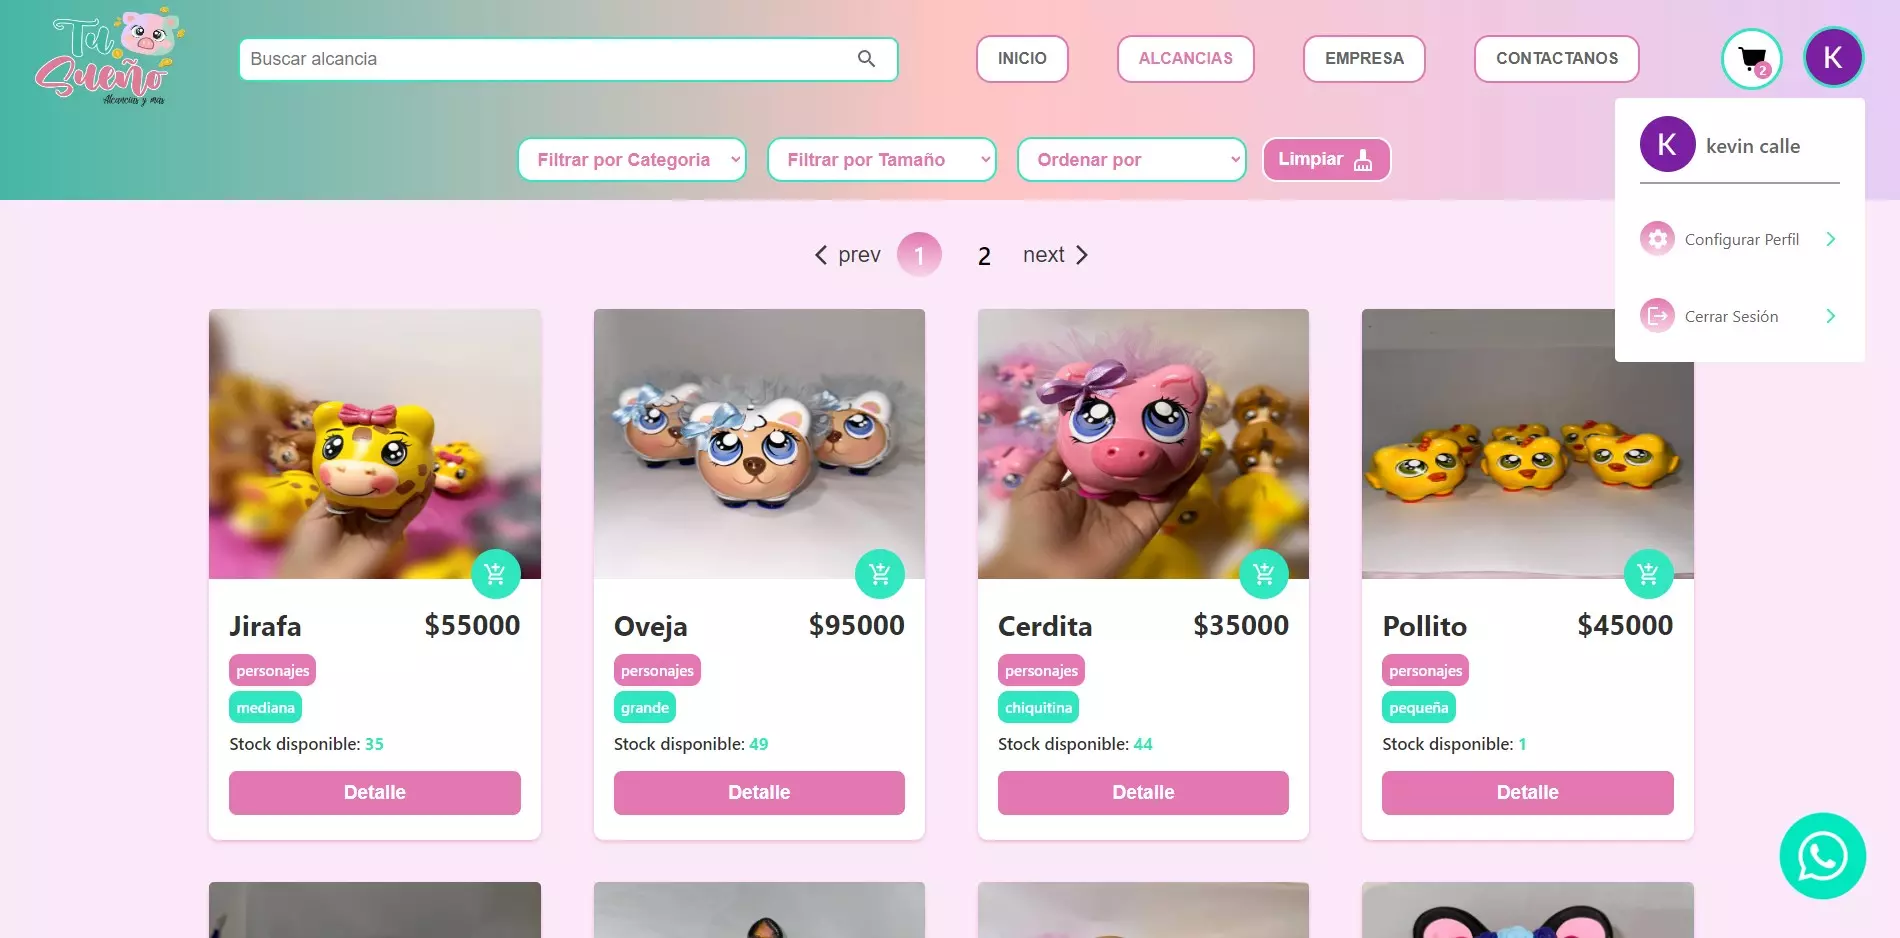 Tu
Sueño
Alcancías y más
Buscar alcancia
INICIO
ALCANCIAS
EMPRESA
CONTACTANOS
2
K
Filtrar por Categoria
Filtrar por Tamaño
Ordenar por
Limpiar
K kevin calle
Configurar Perfil
Cerrar Sesión
prev 1 2 next
Jirafa $55000
personajes
mediana
Stock disponible: 35
Detalle
Oveja $95000
personajes
grande
Stock disponible: 49
Detalle
Cerdita $35000
personajes
chiquitina
Stock disponible: 44
Detalle
Pollito $45000
personajes
pequeña
Stock disponible: 1
Detalle